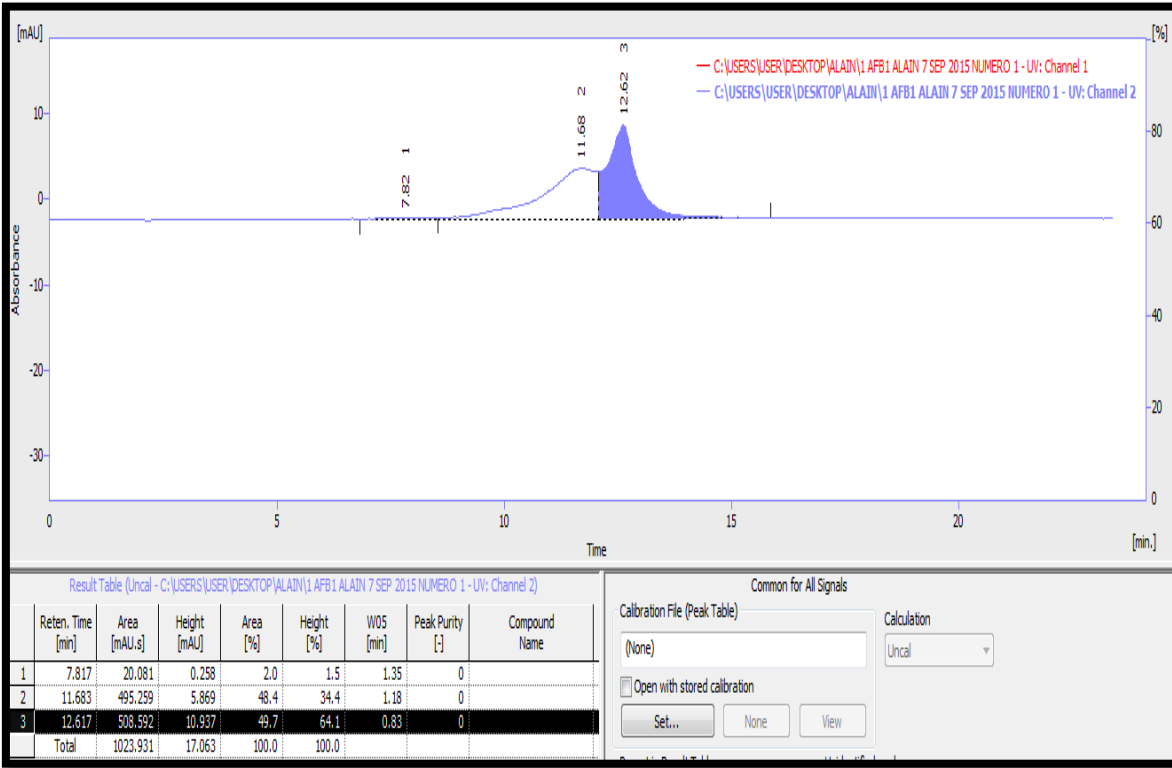 [mAU]
[%]
C:\USERS\USER\DESKTOP\ALAIN\1 AFB1 ALAIN 7 SEP 2015 NUMERO 1 - UV: Channel 1
C:\USERS\USER\DESKTOP\ALAIN\1 AFB1 ALAIN 7 SEP 2015 NUMERO 1 - UV: Channel 2
7.82 1
11.68 2
12.62 3
10
0
-10
-20
-30
Absorbance
80
60
40
20
0
0 5 10 15 20
Time
[min.]
Result Table (Uncal - C:\USERS\USER\DESKTOP\ALAIN\1 AFB1 ALAIN 7 SEP 2015 NUMERO 1 - UV: Channel 2)
Reten. Time Area Height Area Height W05 Peak Purity Compound
[min] [mAU.s] [mAU] [%] [%] [min] [-] Name
1 7.817 20.081 0.258 2.0 1.5 1.35 0
2 11.683 495.259 5.869 48.4 34.4 1.18 0
3 12.617 508.592 10.937 49.7 64.1 0.83 0
Total 1023.931 17.063 100.0 100.0
Common for All Signals
Calibration File (Peak Table)
(None)
Open with stored calibration
Set... None View
Calculation
Uncal